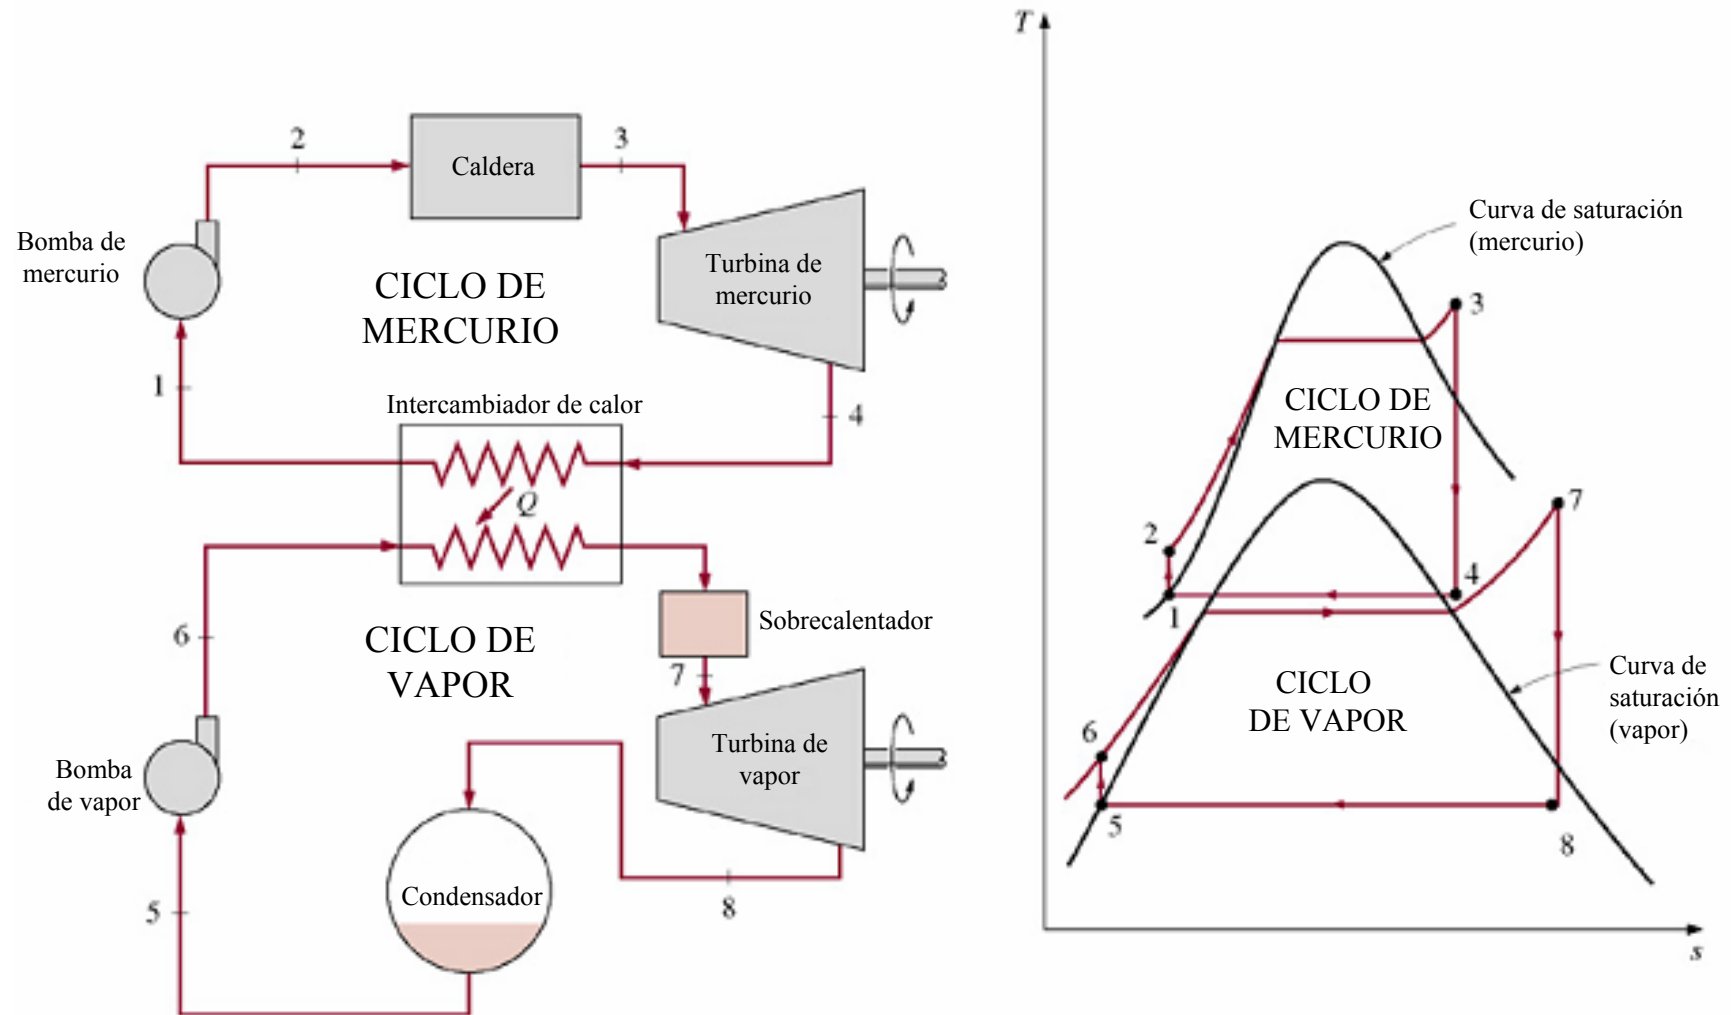 2
3
Caldera
Bomba de
mercurio
CICLO DE
MERCURIO
Turbina de
mercurio
1
Intercambiador de calor
4
Q
6
CICLO DE
VAPOR
Sobrecalentador
7
Bomba
de vapor
Turbina de
vapor
Condensador
5
8
T
Curva de saturación
(mercurio)
3
CICLO DE
MERCURIO
7
2
4
1
CICLO
DE VAPOR
Curva de
saturación
(vapor)
6
5
8
s